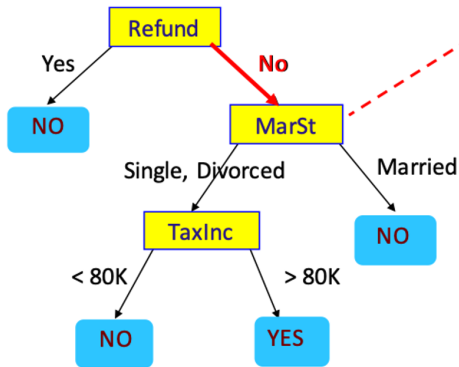 Refund
Yes
No
NO
MarSt
Single, Divorced
Married
TaxInc
NO
< 80K
> 80K
NO
YES